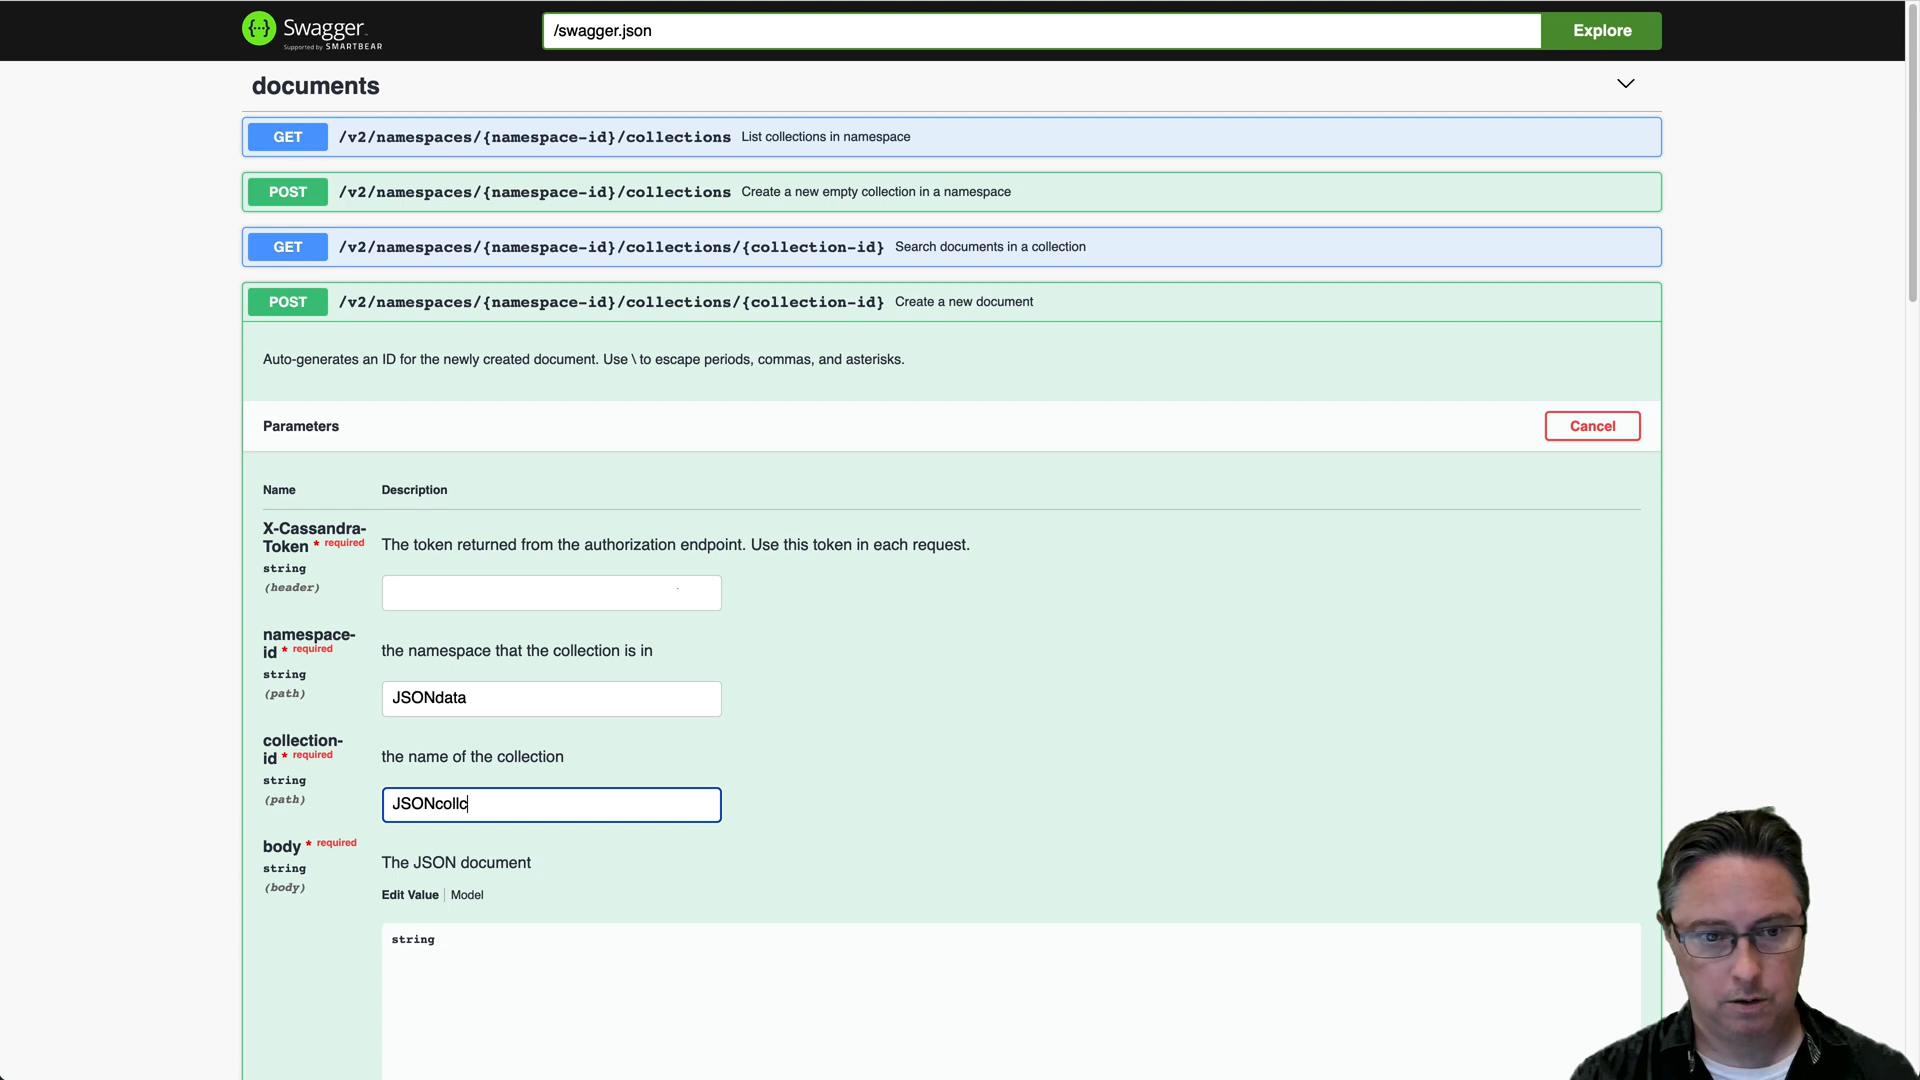 Swagger
Supported by SMARTBEAR
/swagger.json
Explore
documents
GET /v2/namespaces/{namespace-id}/collections List collections in namespace
POST /v2/namespaces/{namespace-id}/collections Create a new empty collection in a namespace
GET /v2/namespaces/{namespace-id}/collections/{collection-id} Search documents in a collection
POST /v2/namespaces/{namespace-id}/collections/{collection-id} Create a new document
Auto-generates an ID for the newly created document. Use \ to escape periods, commas, and asterisks.
Parameters
Cancel
Name Description
X-Cassandra-
Token * required
string
(header)
The token returned from the authorization endpoint. Use this token in each request.
namespace-
id * required
string
(path)
the namespace that the collection is in
JSONdata
collection-
id * required
string
(path)
the name of the collection
JSONcollc
body * required
string
(body)
The JSON document
Edit Value | Model
string